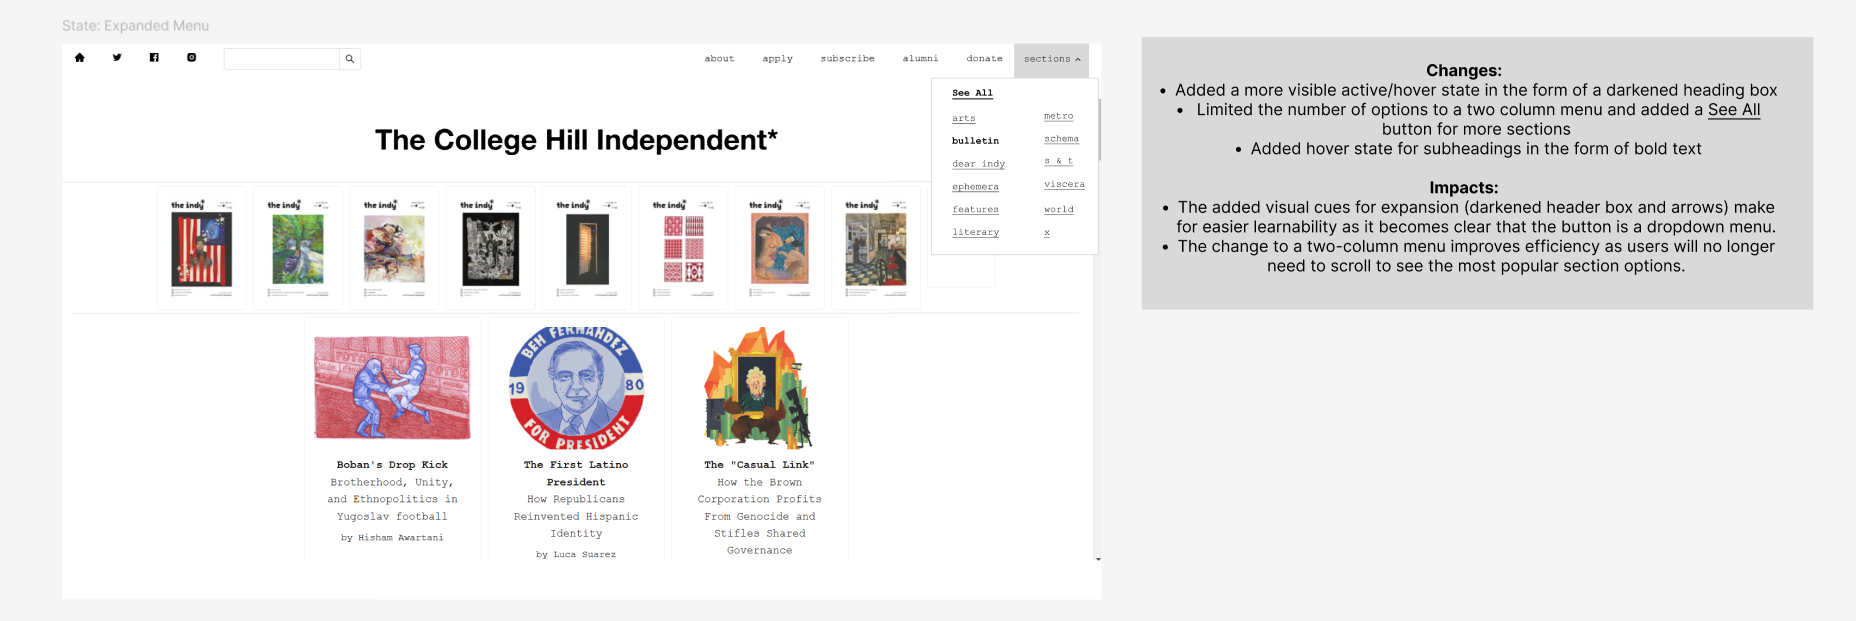 State: Expanded Menu
about apply subscribe alumni donate sections
See All
arts metro
bulletin schema
dear indy s & t
ephemera viscera
features world
literary x
The College Hill Independent*
the indy* the indy* the indy* the indy* the indy* the indy* the indy* the indy*
BEN FERNANDEZ
19 80
FOR PRESIDENT
Boban's Drop Kick
Brotherhood, Unity,
and Ethnopolitics in
Yugoslav football
by Hisham Awartani
The First Latino
President
How Republicans
Reinvented Hispanic
Identity
by Luca Suarez
The "Casual Link"
How the Brown
Corporation Profits
From Genocide and
Stifles Shared
Governance
Changes:
• Added a more visible active/hover state in the form of a darkened heading box
• Limited the number of options to a two column menu and added a See All
button for more sections
• Added hover state for subheadings in the form of bold text
Impacts:
• The added visual cues for expansion (darkened header box and arrows) make
for easier learnability as it becomes clear that the button is a dropdown menu.
• The change to a two-column menu improves efficiency as users will no longer
need to scroll to see the most popular section options.